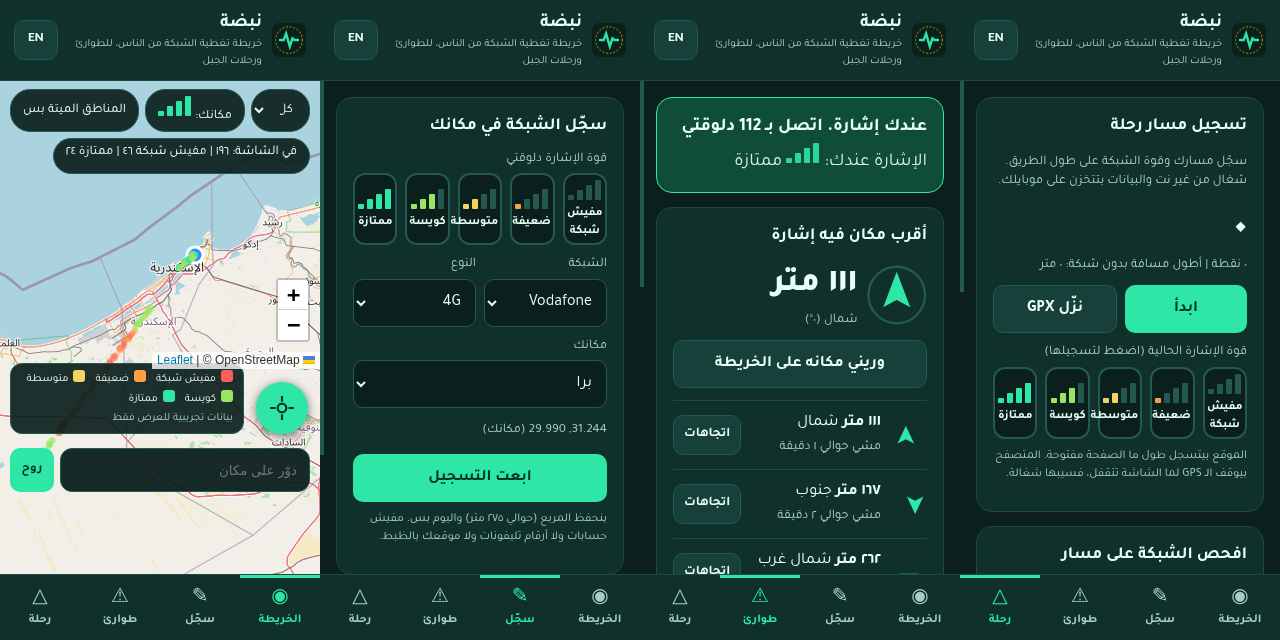 نبضة
خريطة تغطية الشبكة من الناس، للطوارئ
ورحلات الجبل
EN
كل
مكانك:
المناطق الميتة بس
في الشاشة: ١٩٦ | مفيش شبكة ٤٦ | ممتازة ٢٤
رشيد
إدكو
الإسكندرية
الإسكندرية
+
−
Leaflet | © OpenStreetMap
مفيش شبكة
ضعيفة
متوسطة
كويسة
ممتازة
بيانات تجريبية للعرض فقط
السادات
دوّر على مكان
روح
الخريطة
سجّل
طوارئ
رحلة
نبضة
خريطة تغطية الشبكة من الناس، للطوارئ
ورحلات الجبل
EN
سجّل الشبكة في مكانك
قوة الإشارة دلوقتي
مفيش شبكة
ضعيفة
متوسطة
كويسة
ممتازة
الشبكة
النوع
Vodafone
4G
مكانك
برا
31.244, 29.990 (مكانك)
ابعت التسجيل
بنحفظ المربع (حوالي ٢٧٥ متر) واليوم بس. مفيش
حسابات ولا أرقام تليفونات ولا موقعك بالظبط.
الخريطة
سجّل
طوارئ
رحلة
نبضة
خريطة تغطية الشبكة من الناس، للطوارئ
ورحلات الجبل
EN
عندك إشارة. اتصل بـ 112 دلوقتي
الإشارة عندك: ممتازة
أقرب مكان فيه إشارة
١١١ متر
شمال (٠°)
وريني مكانه على الخريطة
١١١ متر شمال
مشي حوالي ١ دقيقة
اتجاهات
١٦٧ متر جنوب
مشي حوالي ٢ دقيقة
اتجاهات
٢٦٢ متر شمال غرب
اتجاهات
الخريطة
سجّل
طوارئ
رحلة
نبضة
خريطة تغطية الشبكة من الناس، للطوارئ
ورحلات الجبل
EN
تسجيل مسار رحلة
سجّل مسارك وقوة الشبكة على طول الطريق.
شغال من غير نت والبيانات بتتخزن على موبايلك.
٠ نقطة | أطول مسافة بدون شبكة: ٠ متر
ابدأ
نزّل GPX
قوة الإشارة الحالية (اضغط لتسجيلها)
مفيش شبكة
ضعيفة
متوسطة
كويسة
ممتازة
الموقع بيتسجل طول ما الصفحة مفتوحة. المتصفح
بيوقف الـ GPS لما الشاشة تتقفل، فسيبها شغالة.
افحص الشبكة على مسار
الخريطة
سجّل
طوارئ
رحلة